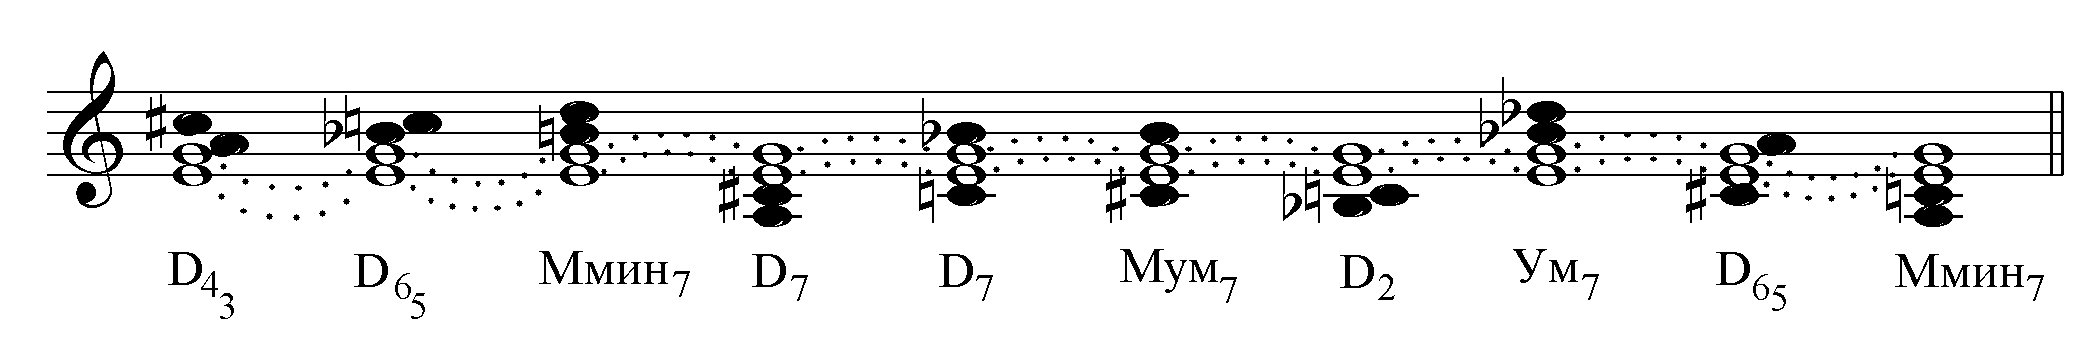 D₄₃ D₆₅ Ммин₇ D₇ D₇ Мум₇ D₂ Ум₇ D₆₅ Ммин₇